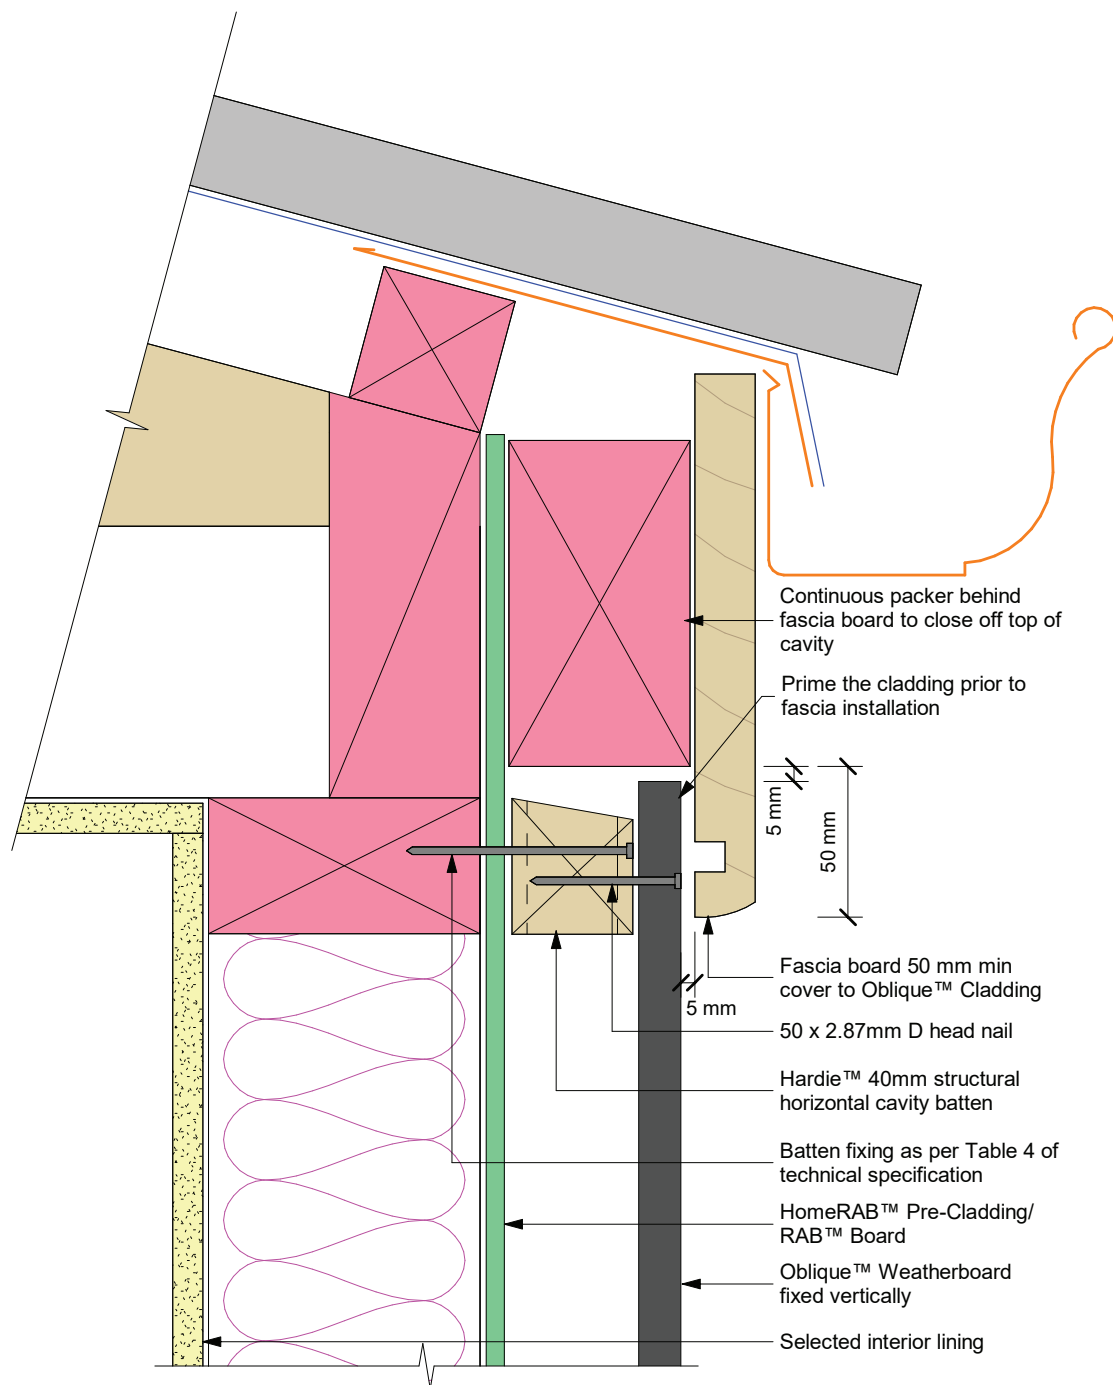 Continuous packer behind
fascia board to close off top of
cavity
Prime the cladding prior to
fascia installation
5 mm
50 mm
Fascia board 50 mm min
cover to Oblique™ Cladding
5 mm
50 x 2.87mm D head nail
Hardie™ 40mm structural
horizontal cavity batten
Batten fixing as per Table 4 of
technical specification
HomeRAB™ Pre-Cladding/
RAB™ Board
Oblique™ Weatherboard
fixed vertically
Selected interior lining